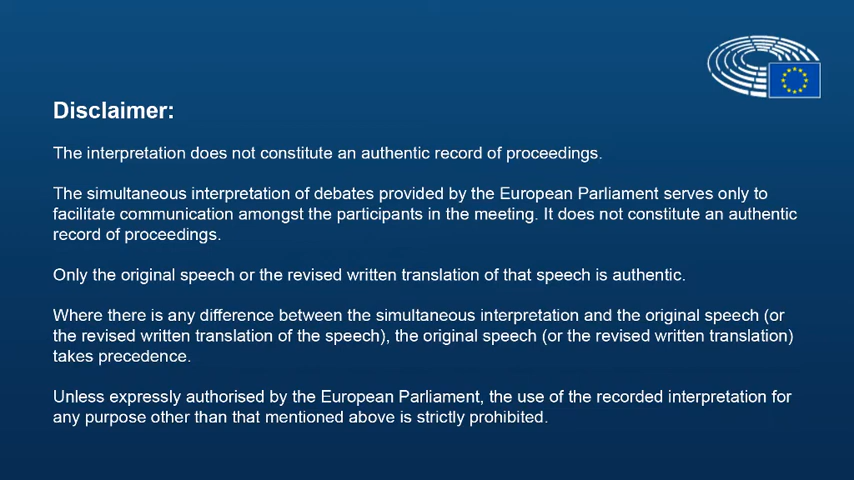 Disclaimer:
The interpretation does not constitute an authentic record of proceedings.
The simultaneous interpretation of debates provided by the European Parliament serves only to
facilitate communication amongst the participants in the meeting. It does not constitute an authentic
record of proceedings.
Only the original speech or the revised written translation of that speech is authentic.
Where there is any difference between the simultaneous interpretation and the original speech (or
the revised written translation of the speech), the original speech (or the revised written translation)
takes precedence.
Unless expressly authorised by the European Parliament, the use of the recorded interpretation for
any purpose other than that mentioned above is strictly prohibited.